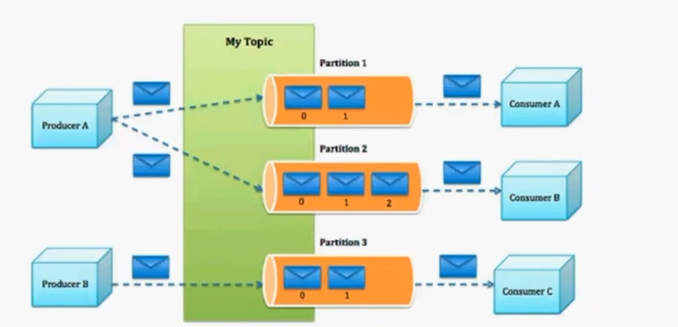 My Topic
Partition 1
0 1
Producer A
Consumer A
Partition 2
0 1 2
Consumer B
Partition 3
0 1
Producer B
Consumer C